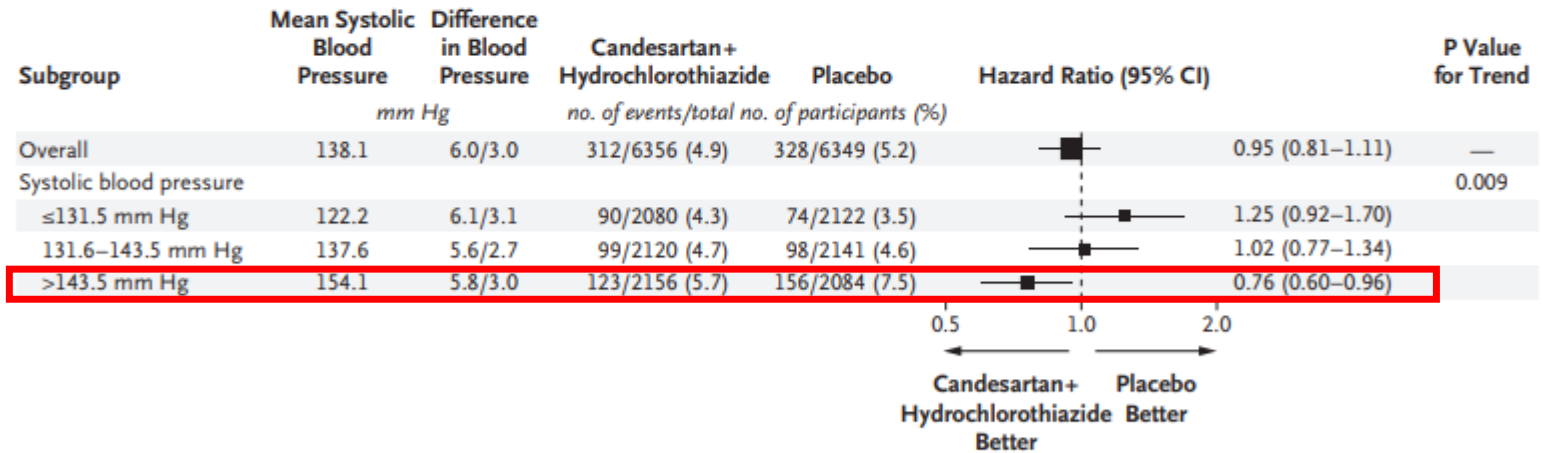 Subgroup Mean Systolic Blood Pressure Difference in Blood Pressure Candesartan+ Hydrochlorothiazide Placebo Hazard Ratio (95% CI) P Value for Trend
mm Hg no. of events/total no. of participants (%)
Overall 138.1 6.0/3.0 312/6356 (4.9) 328/6349 (5.2) 0.95 (0.81–1.11) —
Systolic blood pressure 0.009
≤131.5 mm Hg 122.2 6.1/3.1 90/2080 (4.3) 74/2122 (3.5) 1.25 (0.92–1.70)
131.6–143.5 mm Hg 137.6 5.6/2.7 99/2120 (4.7) 98/2141 (4.6) 1.02 (0.77–1.34)
>143.5 mm Hg 154.1 5.8/3.0 123/2156 (5.7) 156/2084 (7.5) 0.76 (0.60–0.96)
0.5 1.0 2.0
Candesartan+ Hydrochlorothiazide Better Placebo Better